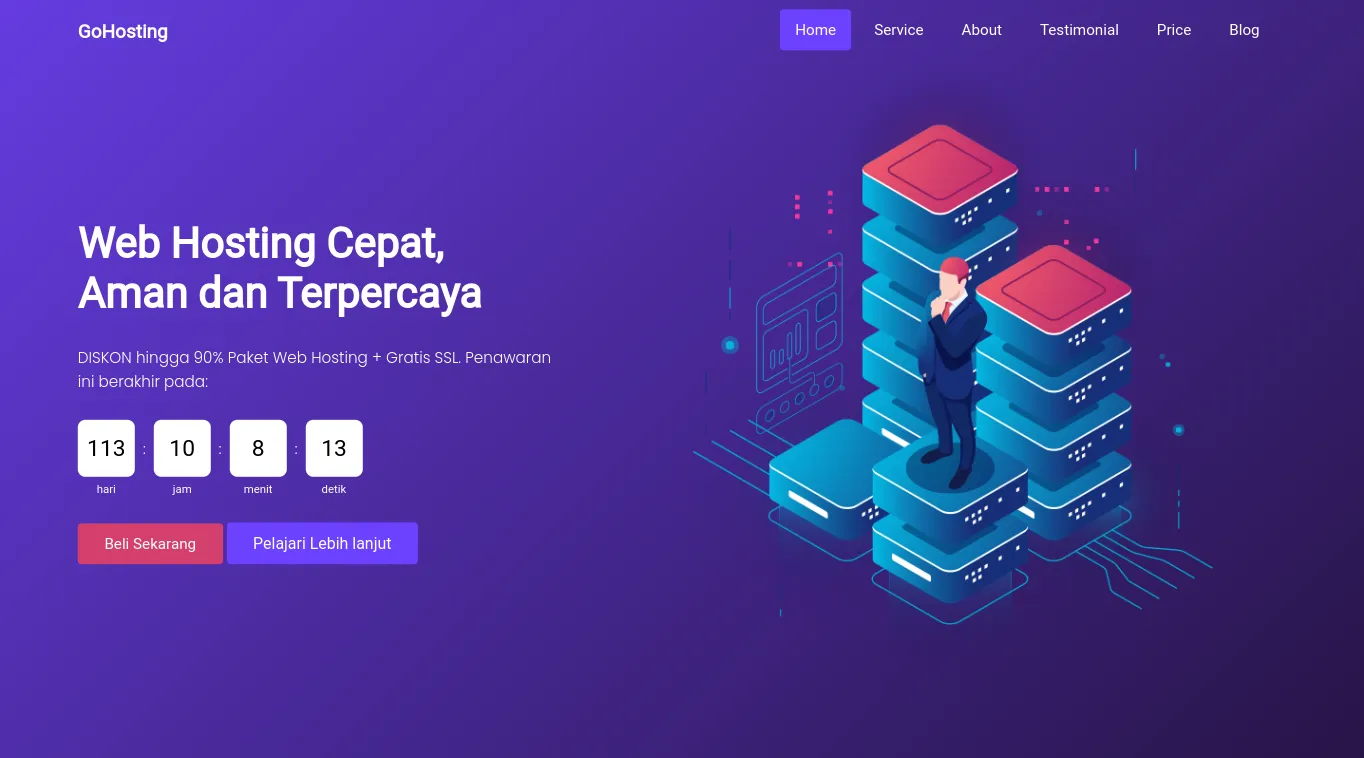 GoHosting
Home Service About Testimonial Price Blog
Web Hosting Cepat,
Aman dan Terpercaya
DISKON hingga 90% Paket Web Hosting + Gratis SSL. Penawaran
ini berakhir pada:
113 : 10 : 8 : 13
hari jam menit detik
Beli Sekarang Pelajari Lebih lanjut